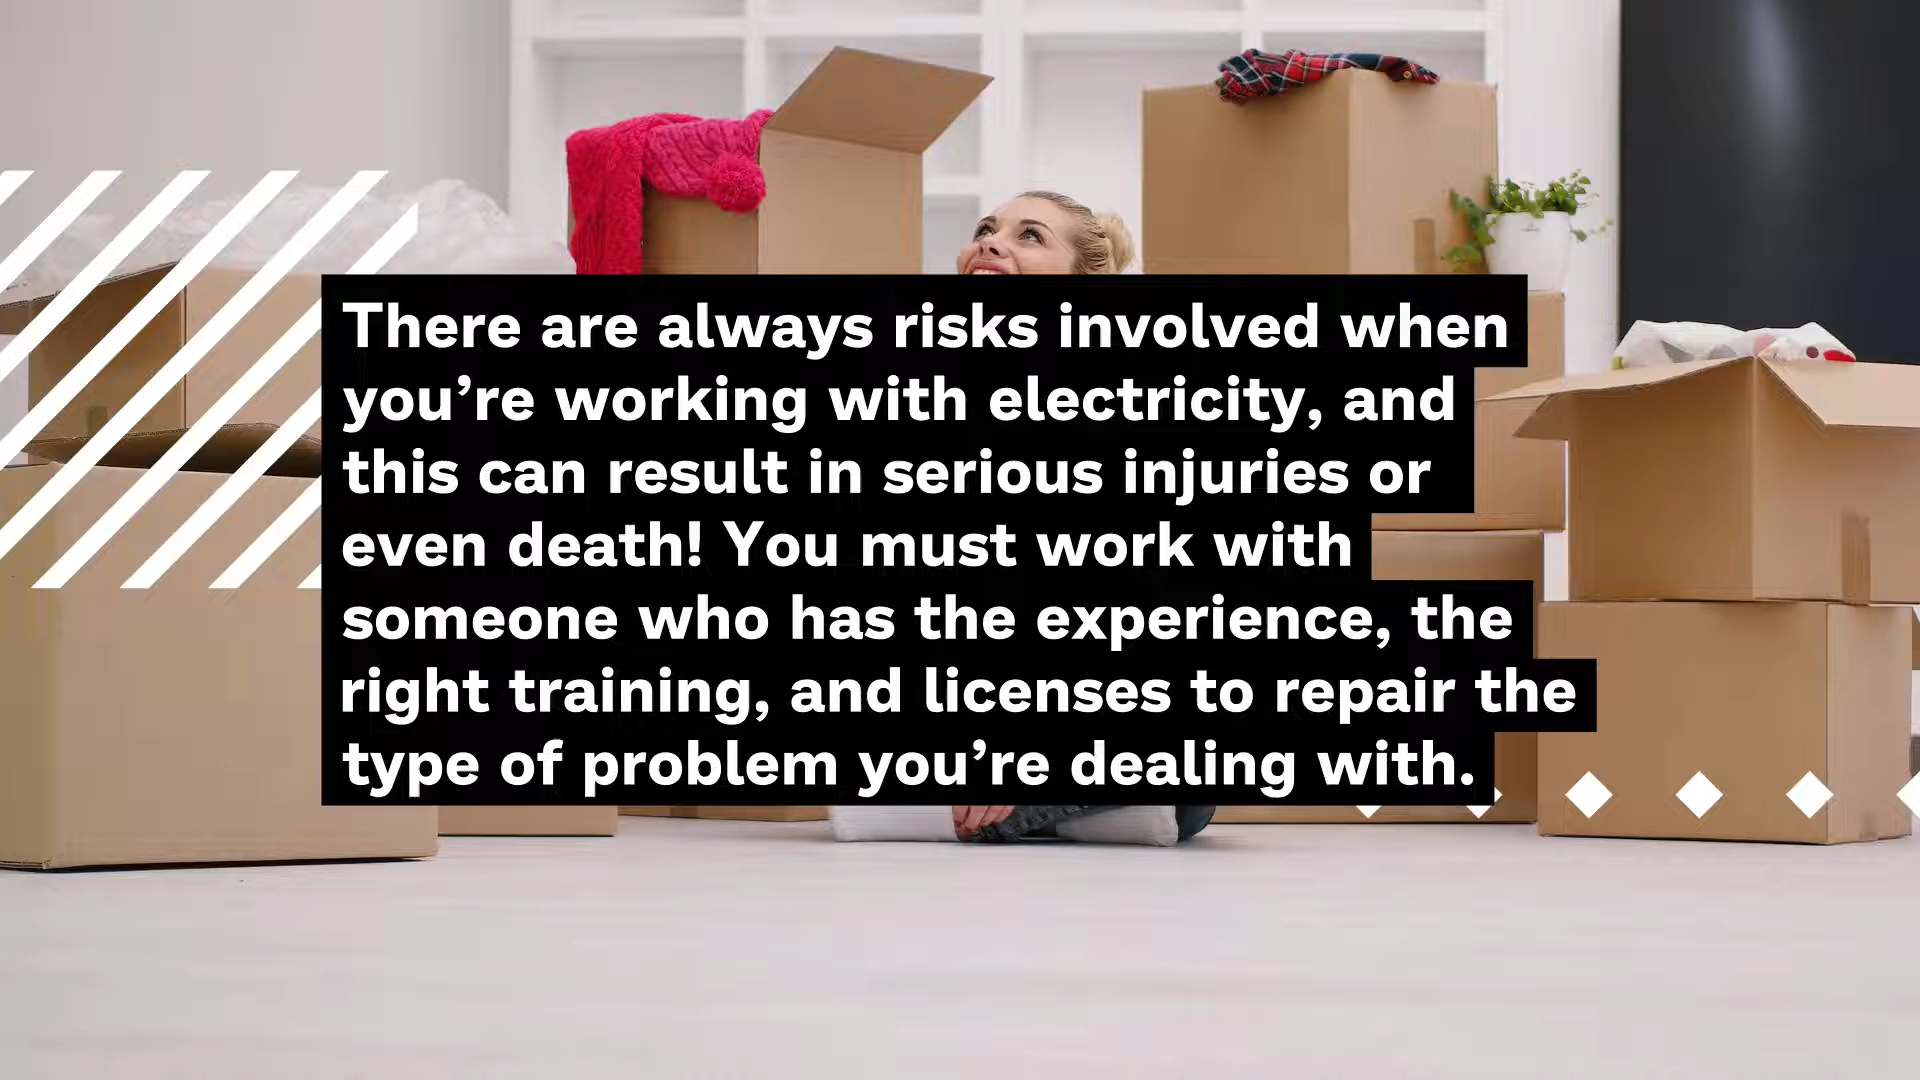 There are always risks involved when
you’re working with electricity, and
this can result in serious injuries or
even death! You must work with
someone who has the experience, the
right training, and licenses to repair the
type of problem you’re dealing with.